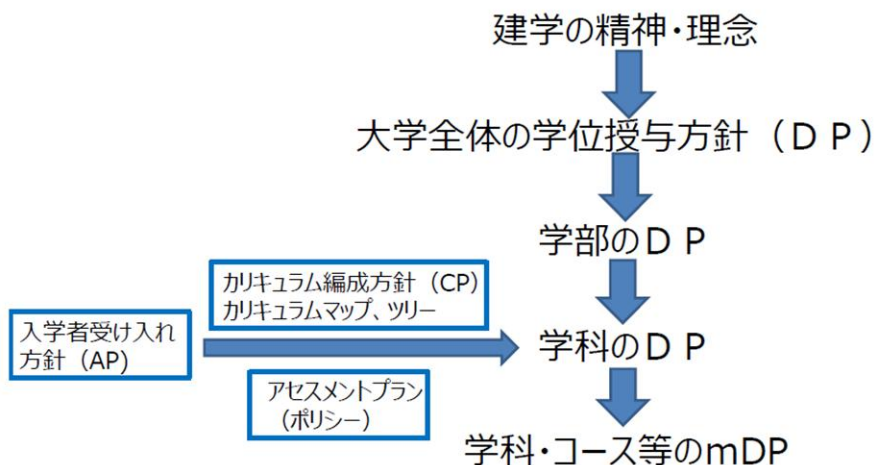 建学の精神・理念
大学全体の学位授与方針（ＤＰ）
学部のＤＰ
カリキュラム編成方針（CP）
カリキュラムマップ、ツリー
入学者受け入れ
方針（AP）
学科のＤＰ
アセスメントプラン
（ポリシー）
学科・コース等のmDP